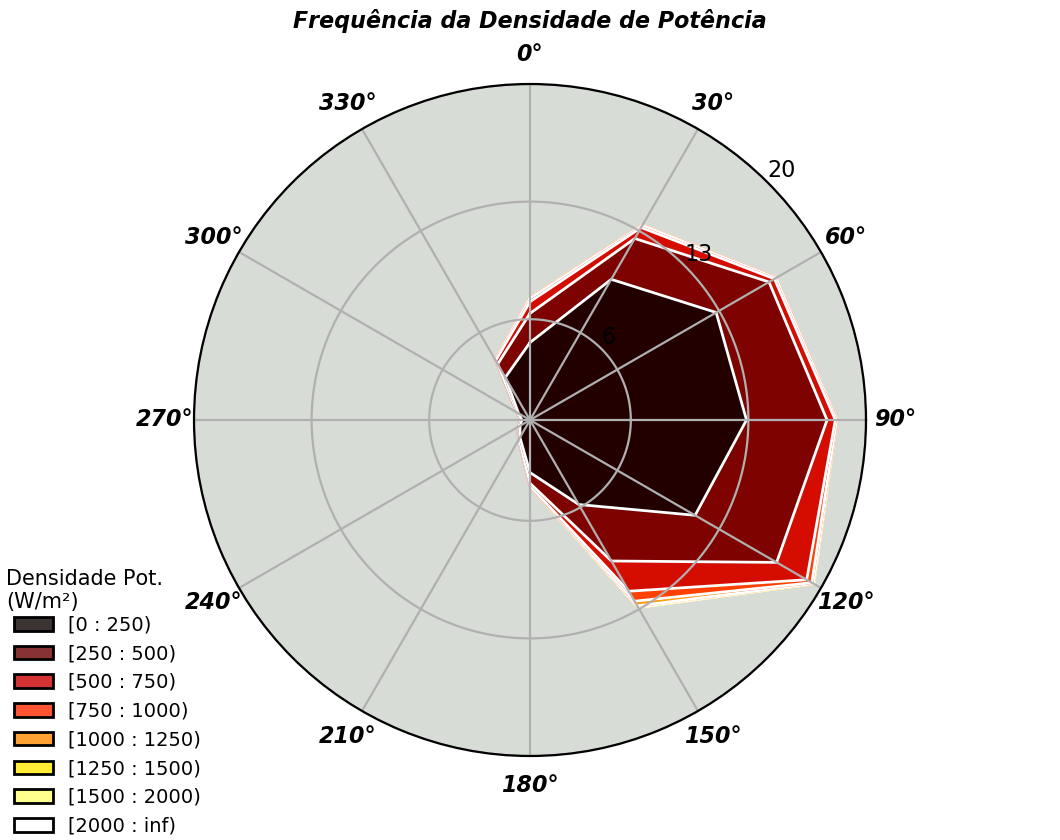 Frequência da Densidade de Potência
0°
330°
30°
20
300°
60°
13
6
270°
90°
240°
120°
210°
150°
180°
Densidade Pot.
(W/m²)
[0 : 250)
[250 : 500)
[500 : 750)
[750 : 1000)
[1000 : 1250)
[1250 : 1500)
[1500 : 2000)
[2000 : inf)